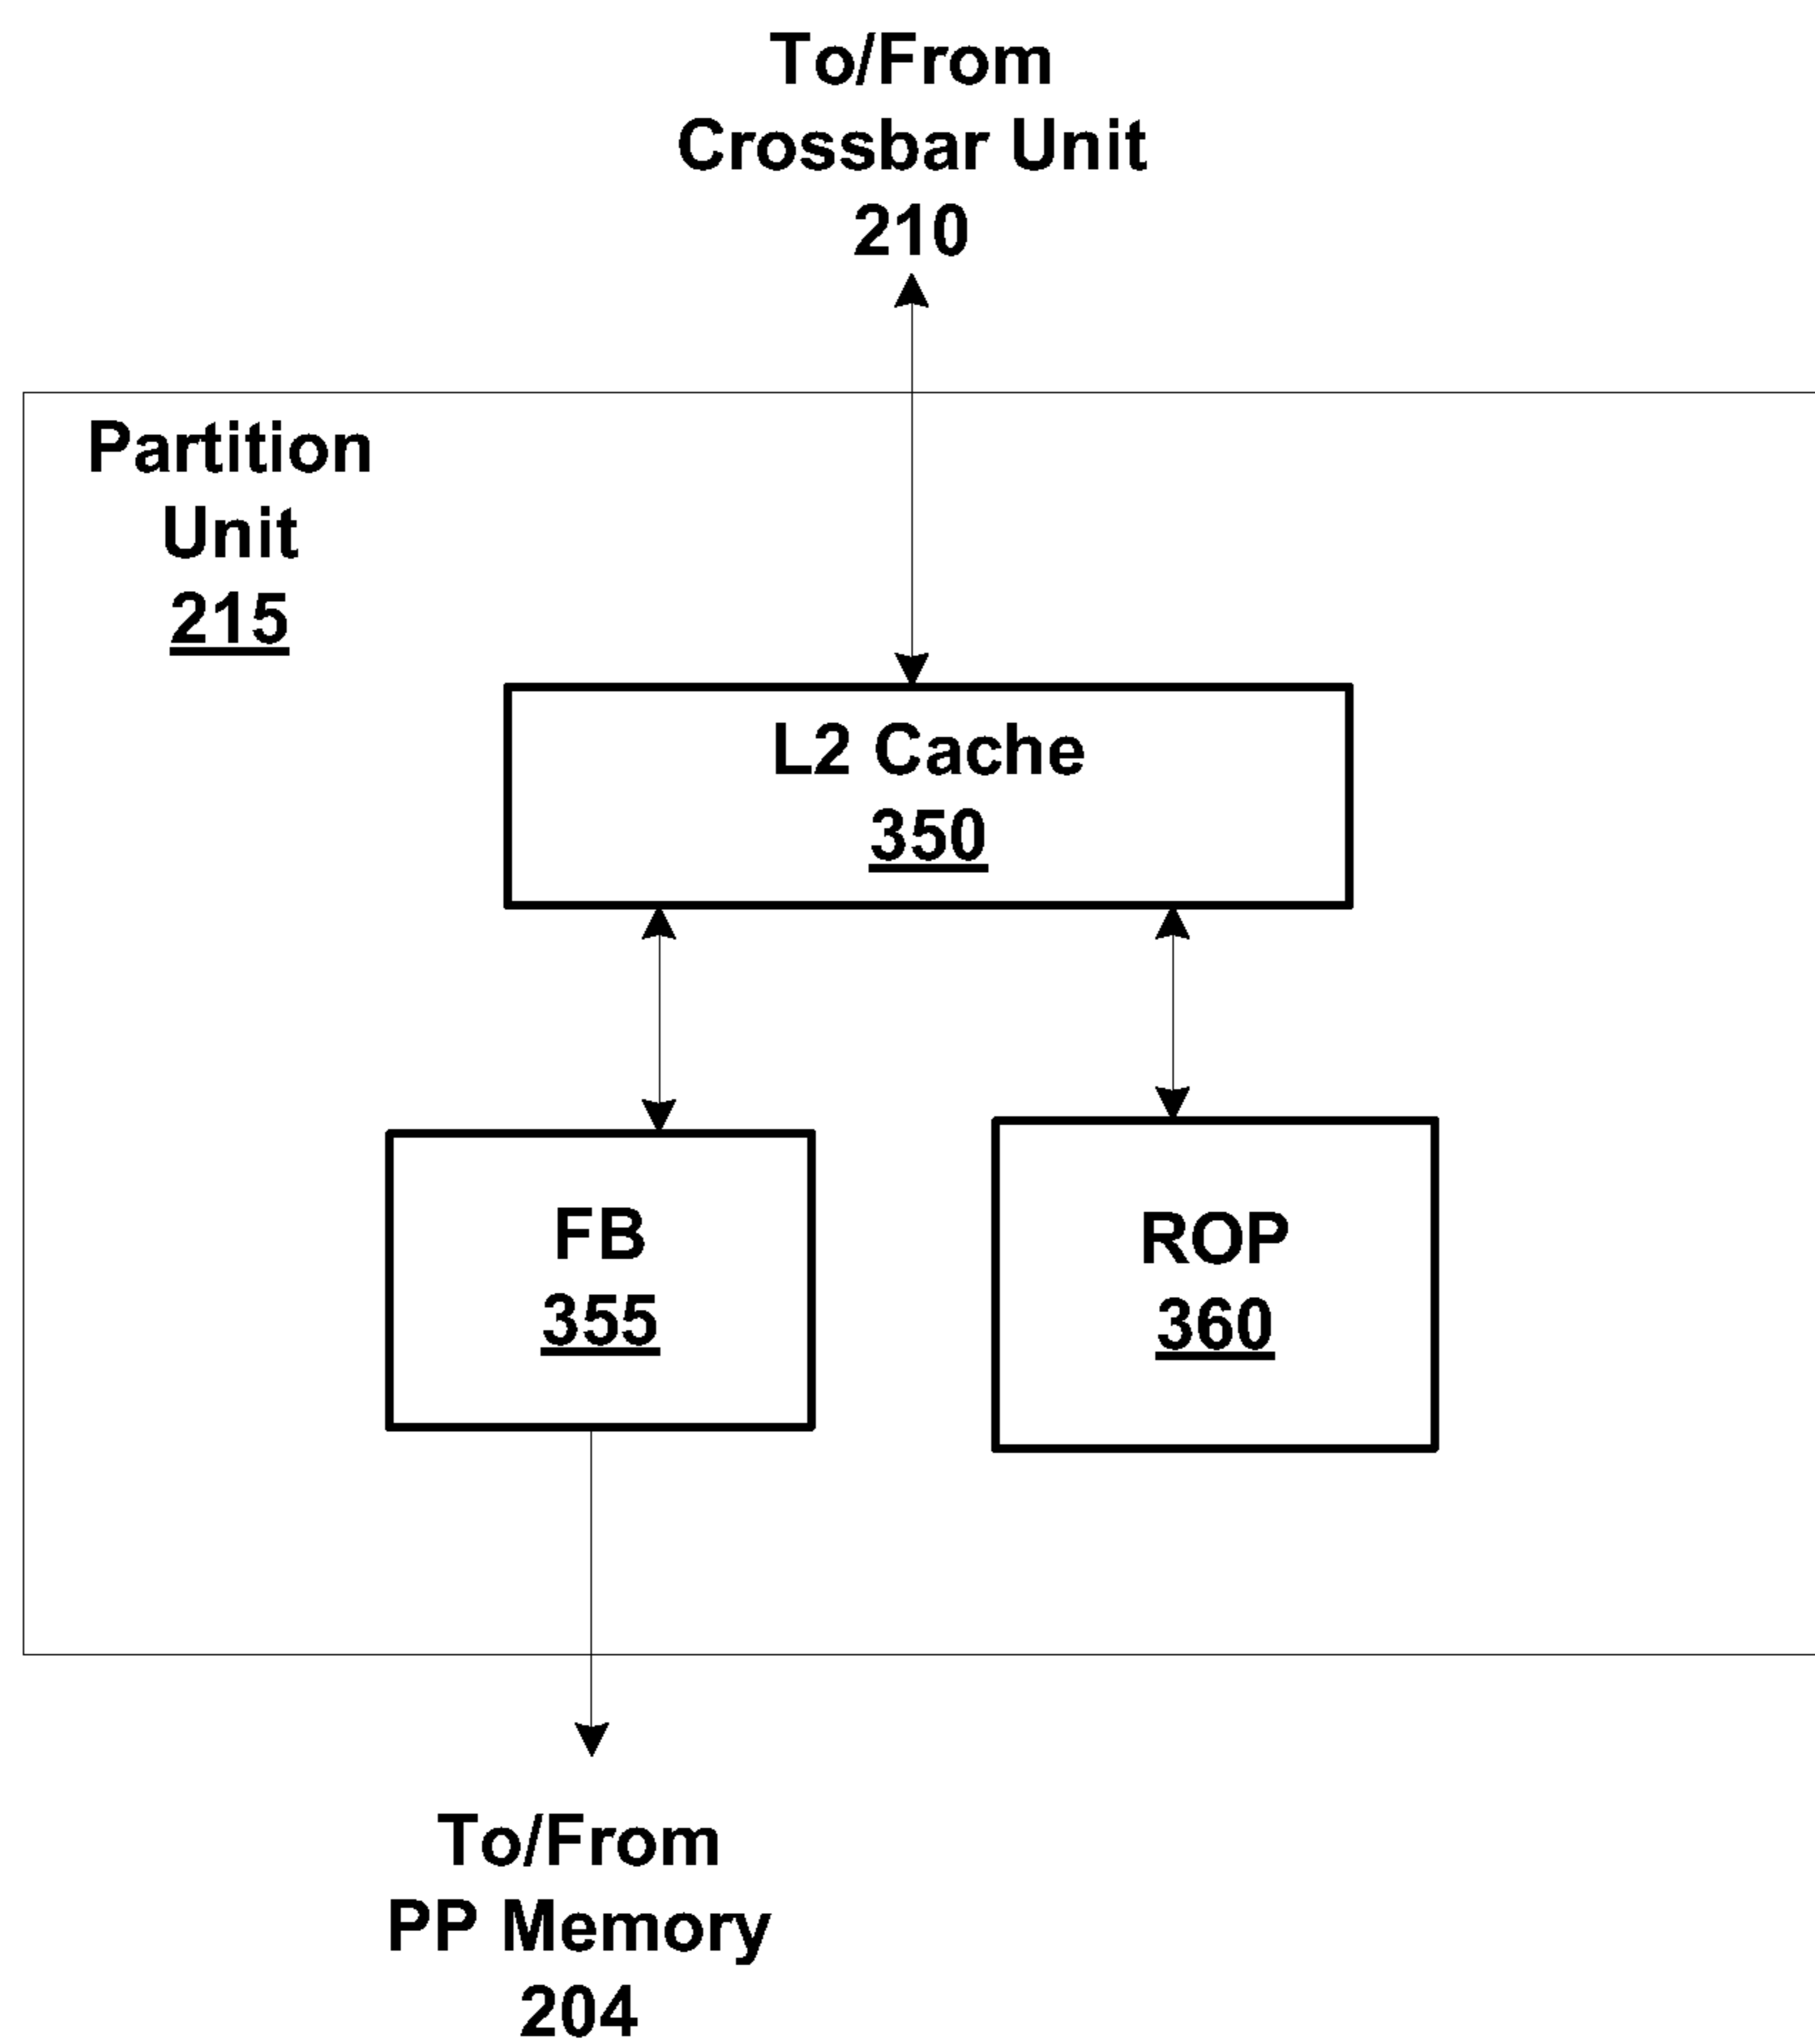 To/From
Crossbar Unit
210
Partition
Unit
215
L2 Cache
350
FB
355
ROP
360
To/From
PP Memory
204